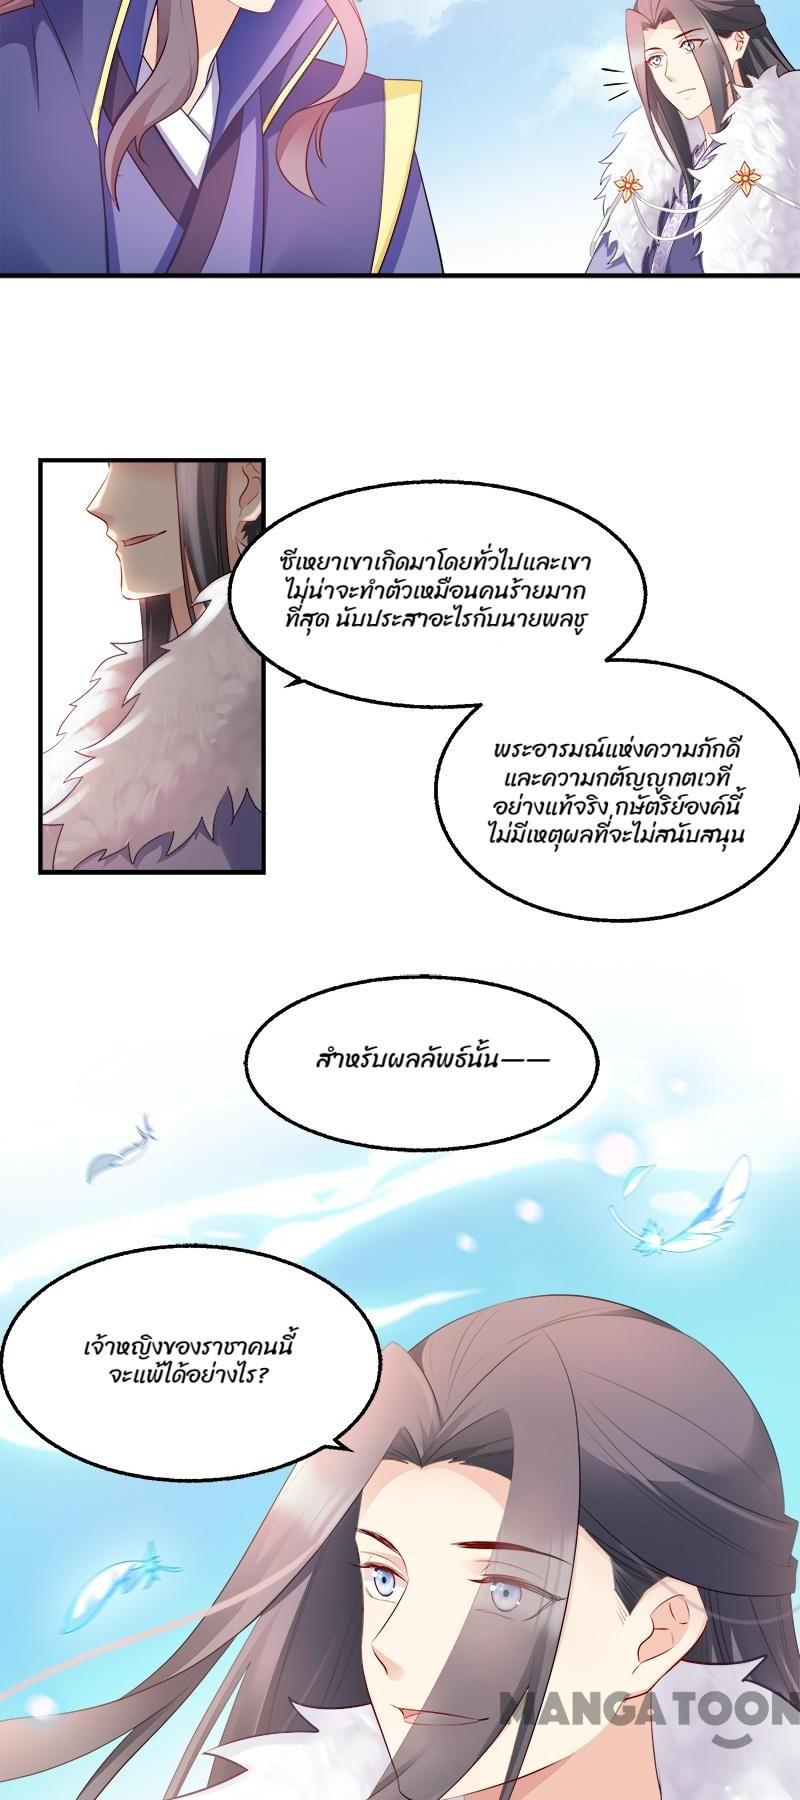 ซีเหยาเขาเกิดมาโดยทั่วไปและเขา
ไม่น่าจะทำตัวเหมือนคนร้ายมาก
ที่สุด นับประสาอะไรกับนายพลชู
พระอารมณ์แห่งความภักดี
และความกตัญญูกตเวที
อย่างแท้จริง กษัตริย์องค์นี้
ไม่มีเหตุผลที่จะไม่สนับสนุน
สำหรับผลลัพธ์นั้น——
เจ้าหญิงของราชาคนนี้
จะแพ้ได้อย่างไร?
MANGATOON